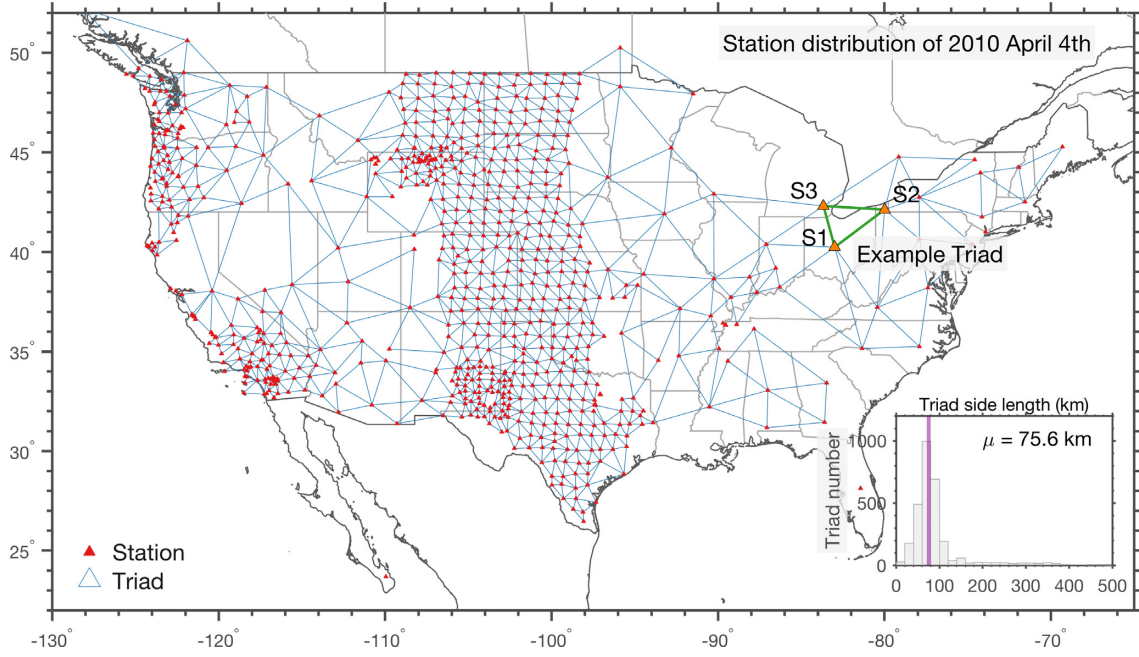 Station distribution of 2010 April 4th
50°
45°
40°
35°
30°
25°
S3
S2
S1
Example Triad
Triad side length (km)
μ = 75.6 km
Triad number
1000
500
0
0 100 200 300 400 500
Station
Triad
-130° -120° -110° -100° -90° -80° -70°